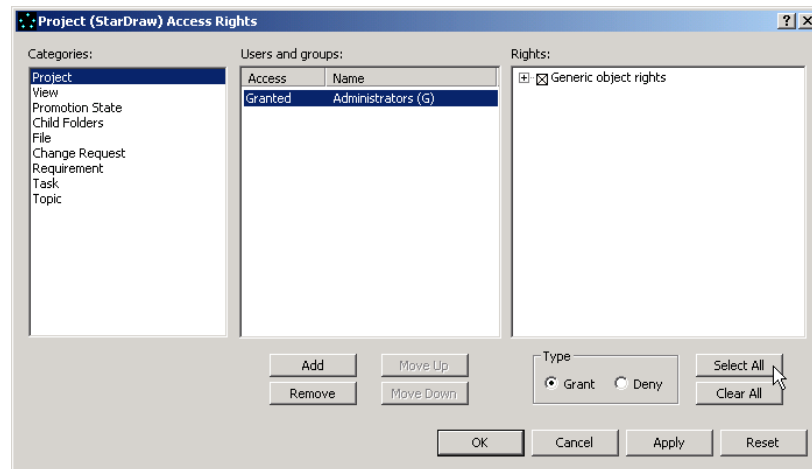 Project (StarDraw) Access Rights
Categories:
Users and groups:
Rights:
Project
View
Promotion State
Child Folders
File
Change Request
Requirement
Task
Topic
Access Name
Granted Administrators (G)
Generic object rights
Add
Move Up
Remove
Move Down
Type
Grant Deny
Select All
Clear All
OK
Cancel
Apply
Reset